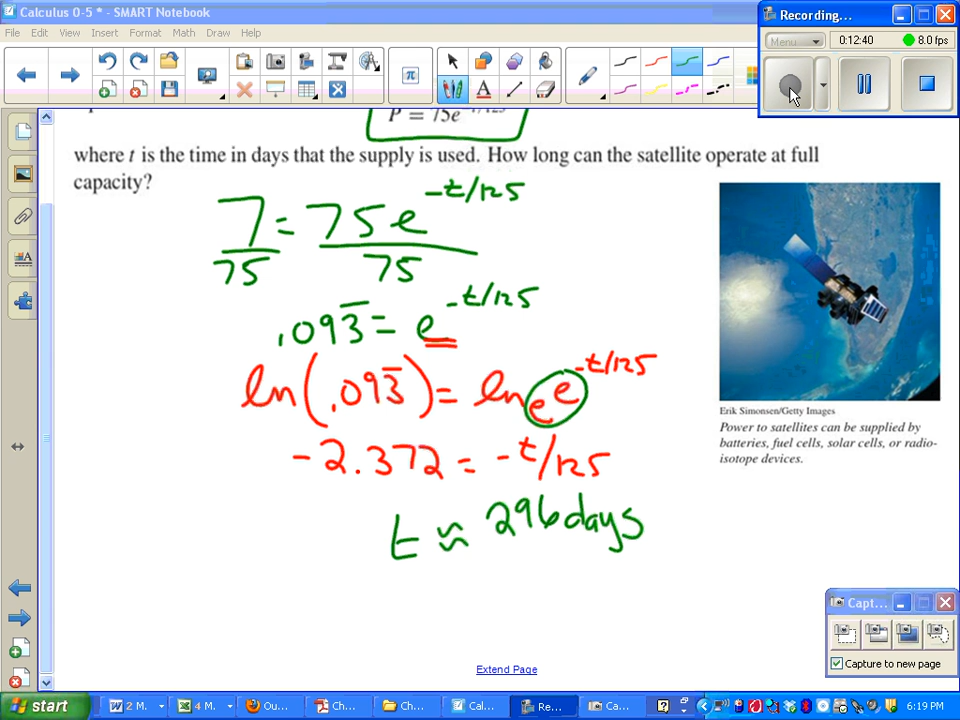 Calculus 0-5 * - SMART Notebook
File Edit View Insert Format Math Draw Help
Recording...
Menu
0:12:40
8.0 fps
P = 75e
where t is the time in days that the supply is used. How long can the satellite operate at full
capacity?
7 = 75e^-t/125
75 75
.093̅ = e^-t/125
ln(.093̅) = ln e e^-t/125
-2.372 = -t/125
t ≈ 296 days
Erik Simonsen/Getty Images
Power to satellites can be supplied by
batteries, fuel cells, solar cells, or radio-
isotope devices.
Capt...
Capture to new page
Extend Page
start
2 M.
4 M.
Ou...
Ch...
Ch...
Cal...
Re...
Ca...
6:19 PM